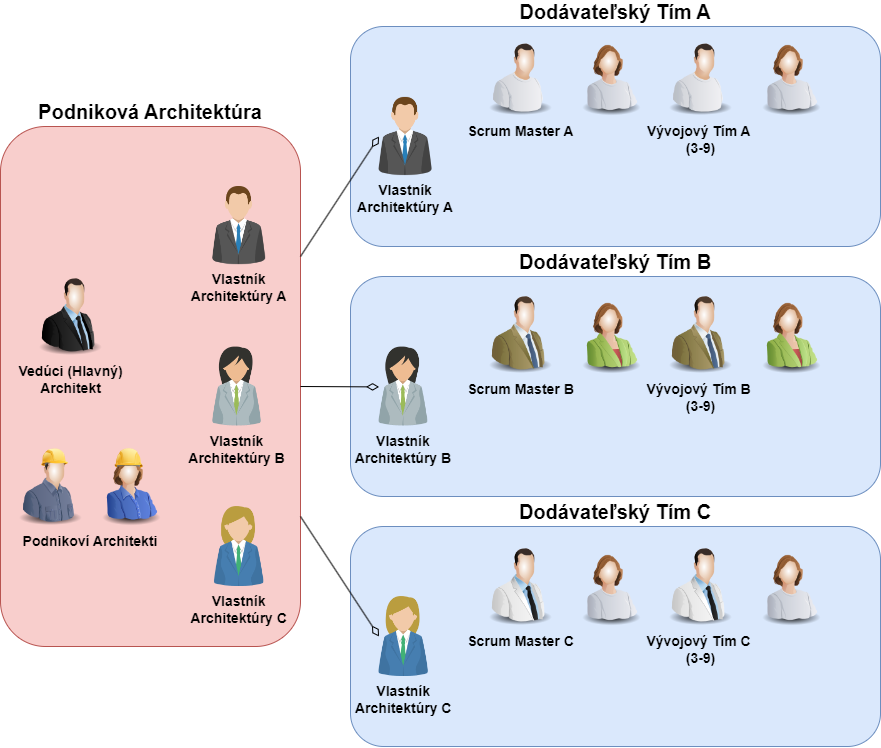 Podniková Architektúra
Vlastník
Architektúry A
Vedúci (Hlavný)
Architekt
Vlastník
Architektúry B
Podnikoví Architekti
Vlastník
Architektúry C
Dodávateľský Tím A
Vlastník
Architektúry A
Scrum Master A
Vývojový Tím A
(3-9)
Dodávateľský Tím B
Vlastník
Architektúry B
Scrum Master B
Vývojový Tím B
(3-9)
Dodávateľský Tím C
Vlastník
Architektúry C
Scrum Master C
Vývojový Tím C
(3-9)